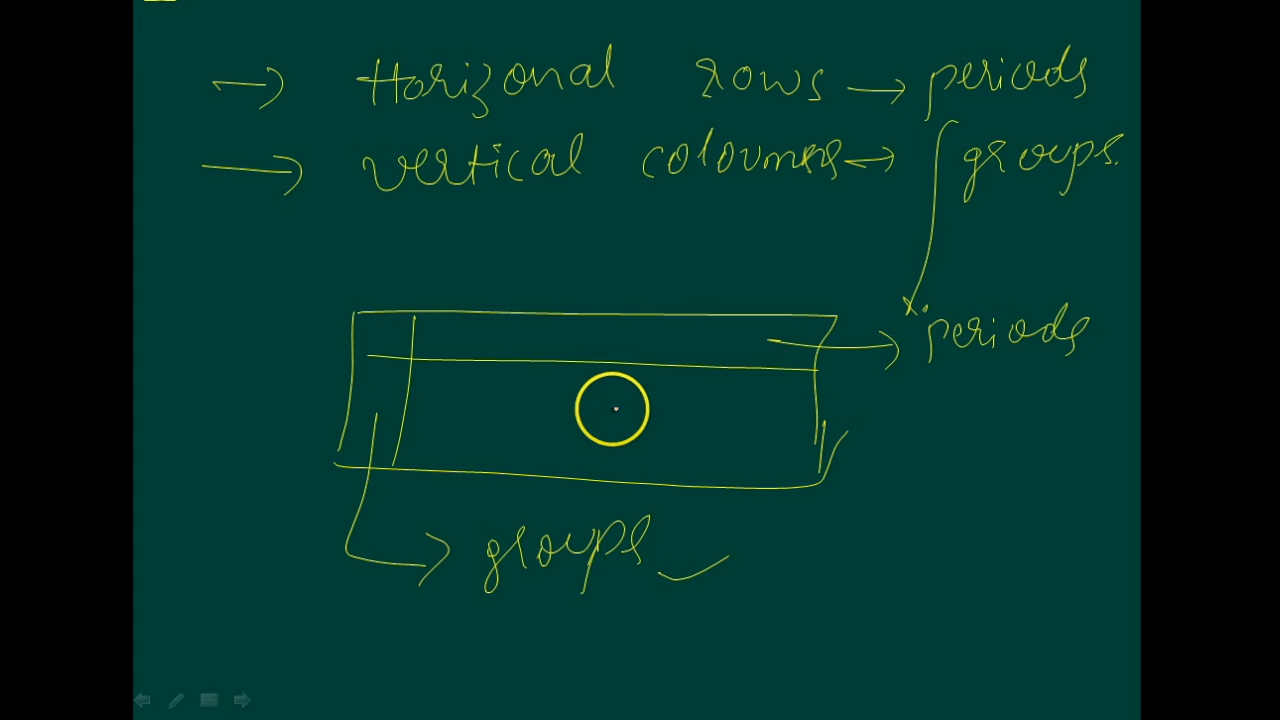 → Horizonal rows → periods
→ vertical coloumns → groups.
→ periods
→ groups